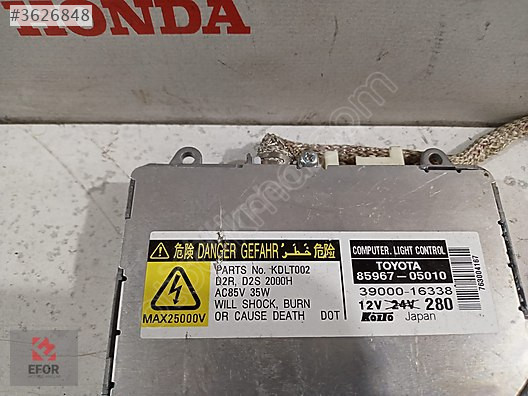 #3626848
HONDA
危険 DANGER GEFAHR خطر 危险
PARTS No. KDLT002
D2R, D2S 2000H
AC85V 35W
WILL SHOCK, BURN
OR CAUSE DEATH DOT
MAX25000V
COMPUTER. LIGHT CONTROL
TOYOTA
85967-05010
39000-16338
12V 24V 280
Koito Japan
EFOR